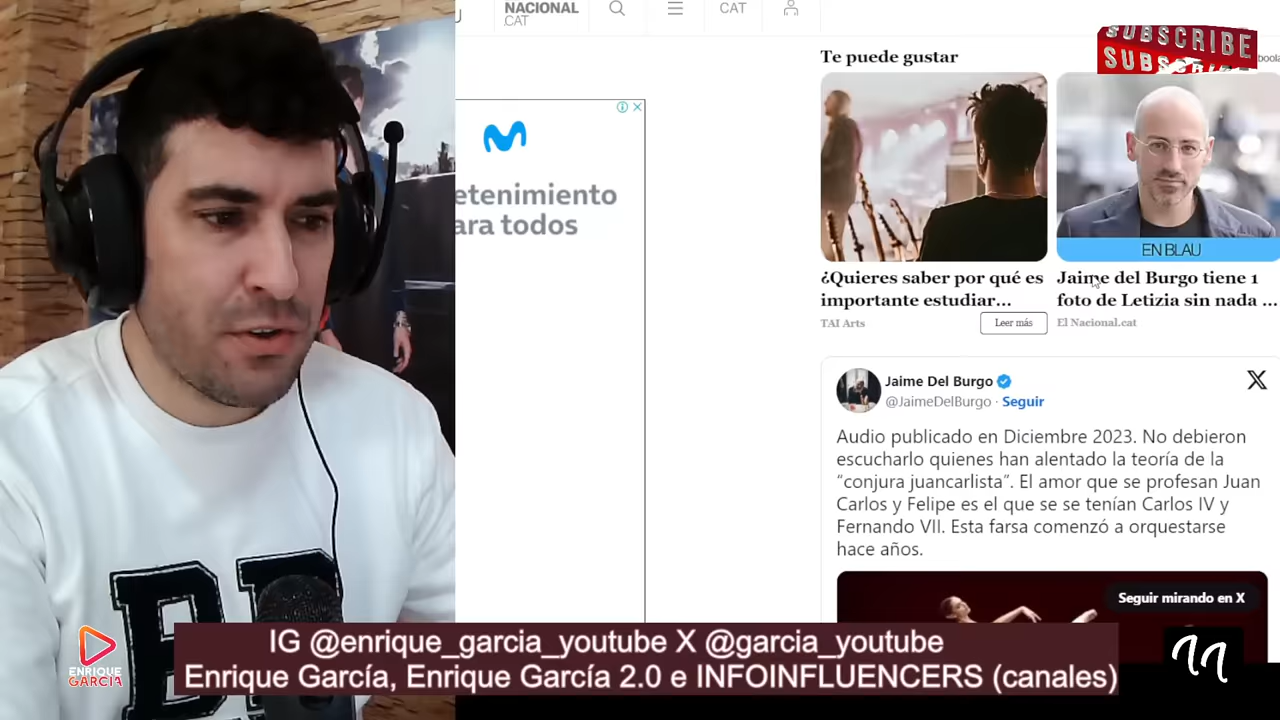 NACIONAL
.CAT
CAT
SUBSCRIBE
Te puede gustar
etenimiento
ara todos
EN BLAU
¿Quieres saber por qué es
importante estudiar...
TAI Arts
Leer más
Jaime del Burgo tiene 1
foto de Letizia sin nada ...
El Nacional.cat
Jaime Del Burgo
@JaimeDelBurgo · Seguir
X
Audio publicado en Diciembre 2023. No debieron
escucharlo quienes han alentado la teoría de la
“conjura juancarlista”. El amor que se profesan Juan
Carlos y Felipe es el que se se tenían Carlos IV y
Fernando VII. Esta farsa comenzó a orquestarse
hace años.
Seguir mirando en X
ENRIQUE
GARCÍA
IG @enrique_garcia_youtube X @garcia_youtube
Enrique García, Enrique García 2.0 e INFOINFLUENCERS (canales)